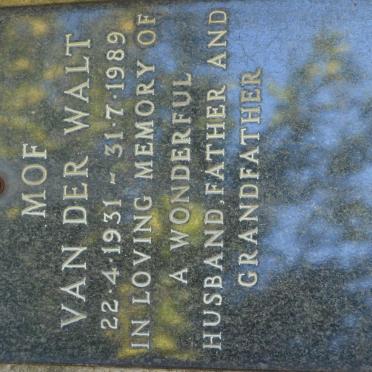 MOF
VAN DER WALT
22·4·1931 ~ 31·7·1989
IN LOVING MEMORY OF
A WONDERFUL
HUSBAND, FATHER AND
GRANDFATHER